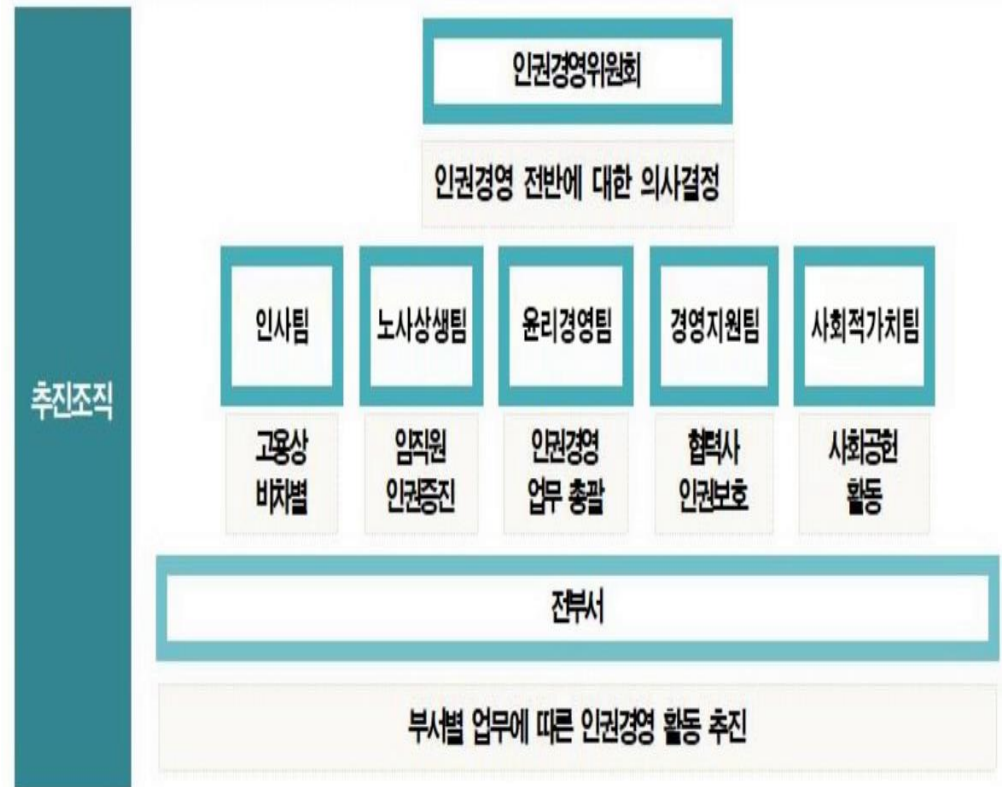 추진조직
인권경영위원회
인권경영 전반에 대한 의사결정
인사팀
노사상생팀
윤리경영팀
경영지원팀
사회적가치팀
고용상
비차별
임직원
인권증진
인권경영
업무 총괄
협력사
인권보호
사회공헌
활동
전부서
부서별 업무에 따른 인권경영 활동 추진